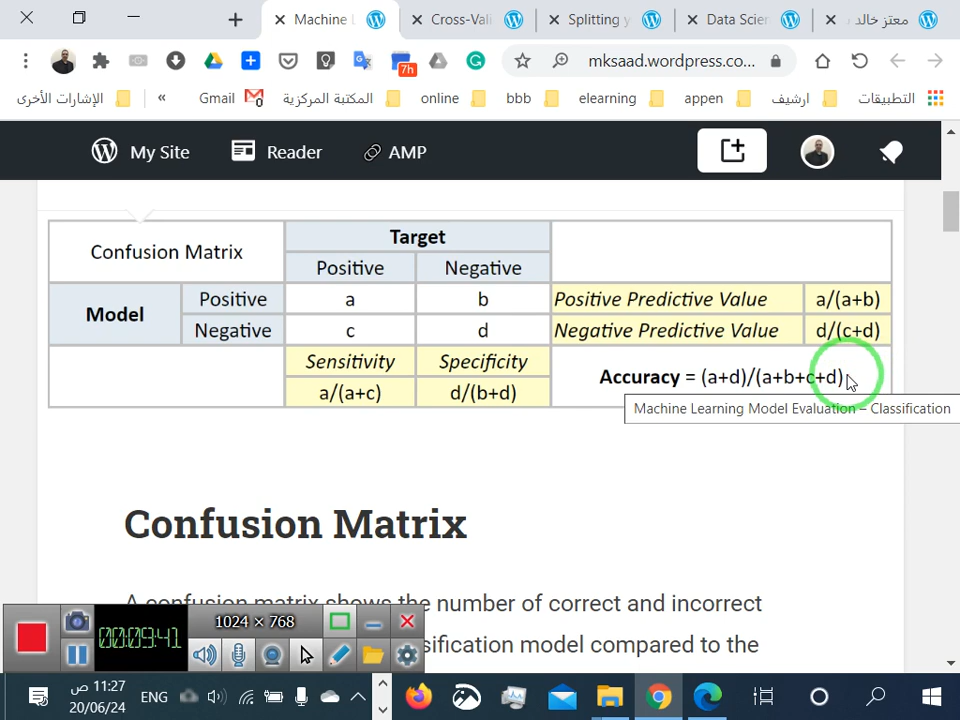 Machine L
Cross-Vali
Splitting y
Data Scien
معتز خالد
7h
mksaad.wordpress.co...
الإشارات الأخرى
»
Gmail
المكتبة المركزية
online
bbb
elearning
appen
ارشيف
التطبيقات
My Site
Reader
AMP
Confusion Matrix
Target
Positive
Negative
Model
Positive
a
b
Positive Predictive Value
a/(a+b)
Negative
c
d
Negative Predictive Value
d/(c+d)
Sensitivity
Specificity
Accuracy = (a+d)/(a+b+c+d)
a/(a+c)
d/(b+d)
Machine Learning Model Evaluation – Classification
Confusion Matrix
A confusion matrix shows the number of correct and incorrect
sification model compared to the
1024 × 768
00:09:41
11:27 ص
20/06/24
ENG